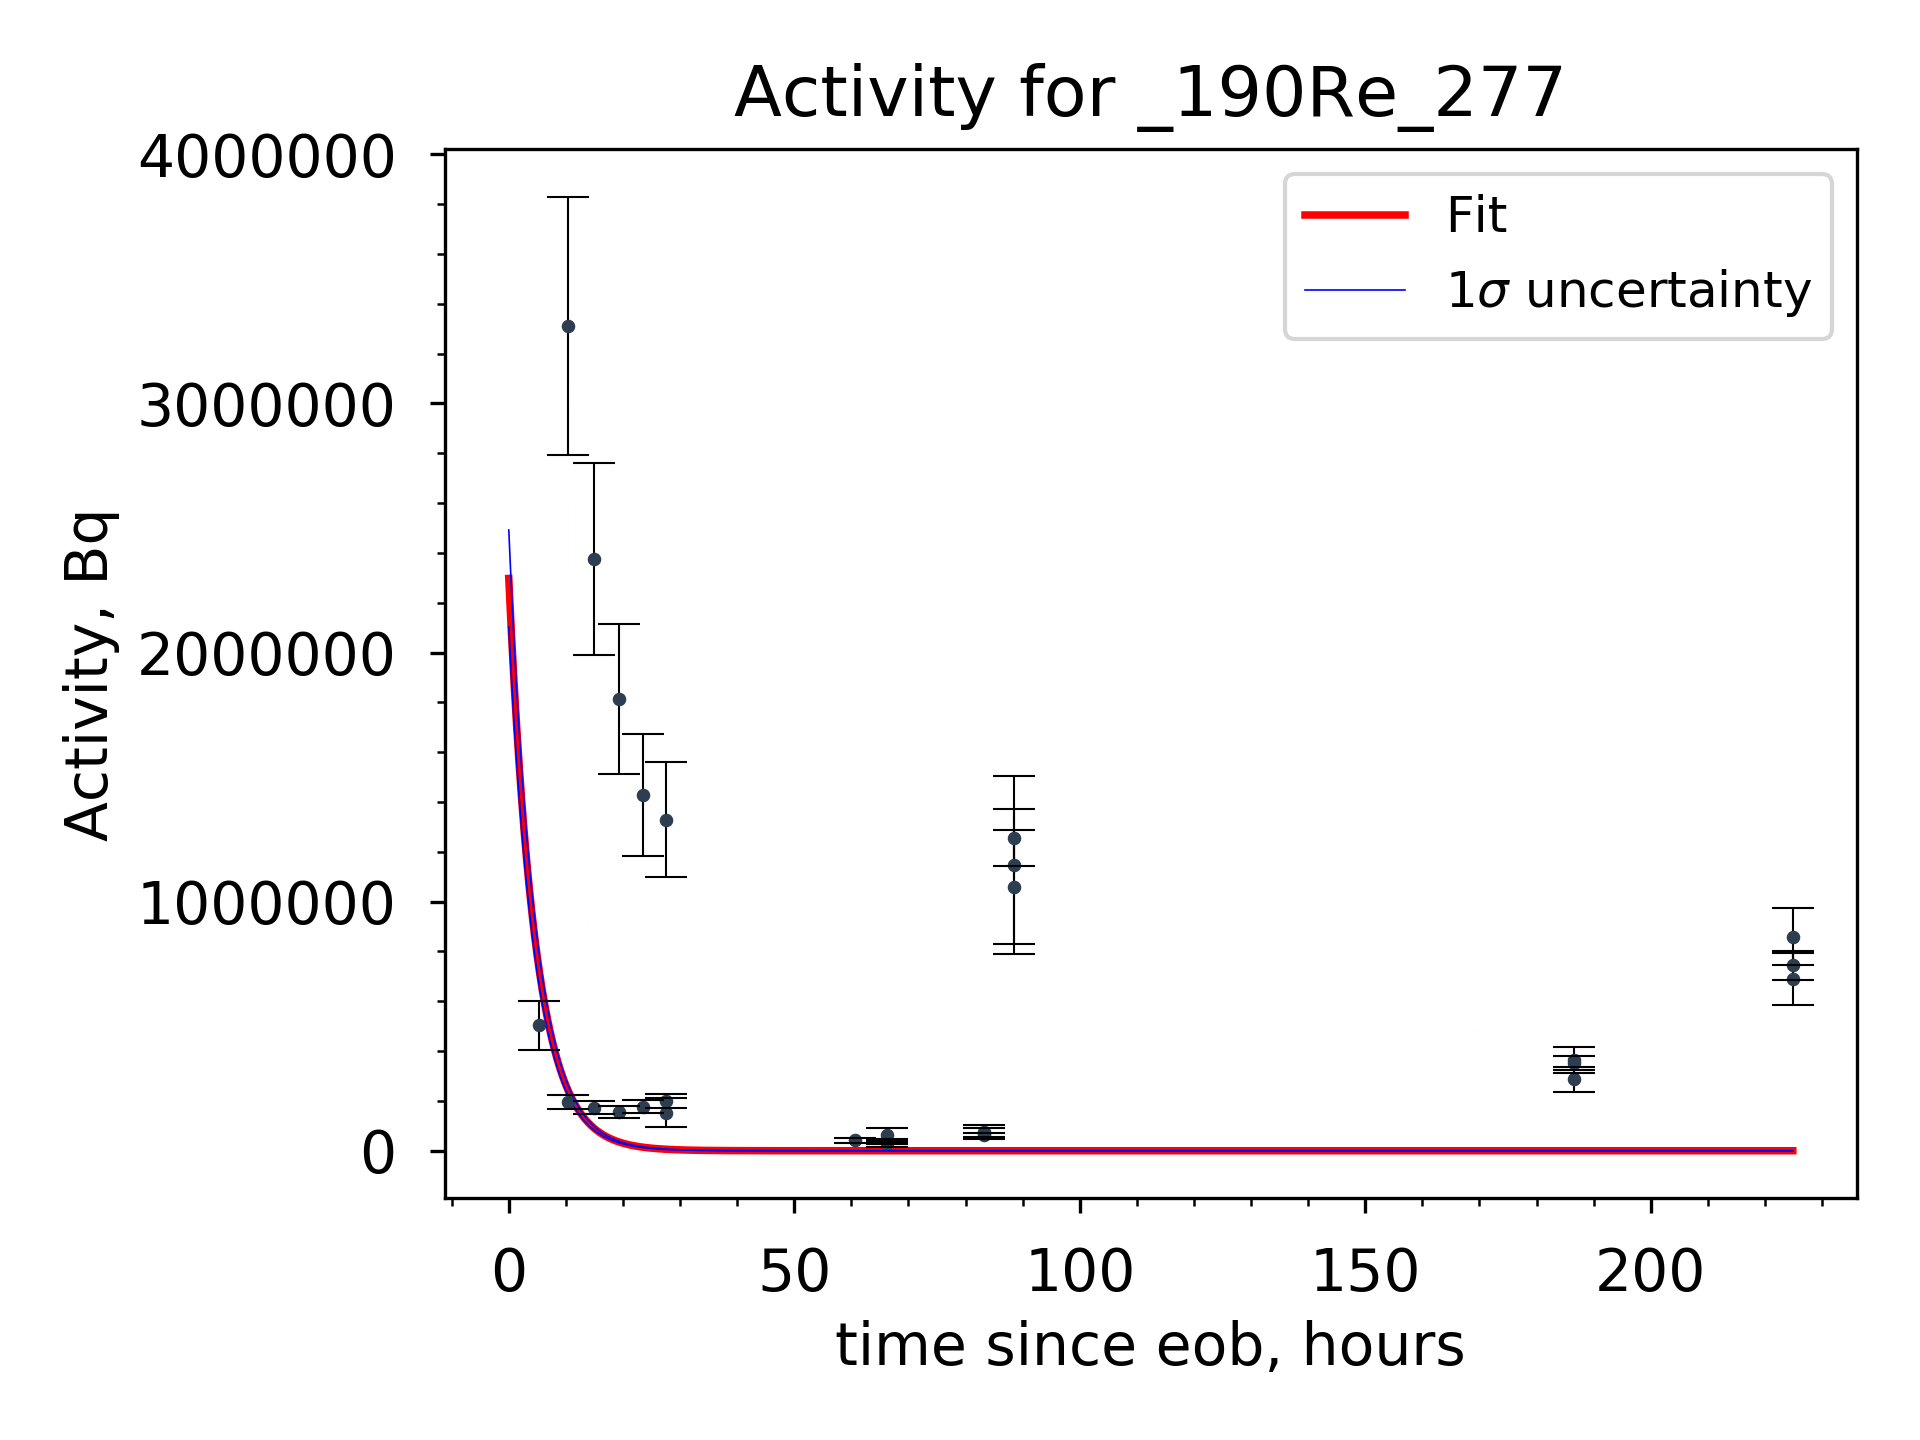 Activity for _190Re_277
4000000
3000000
2000000
1000000
0
Activity, Bq
Fit
1σ uncertainty
0 50 100 150 200
time since eob, hours